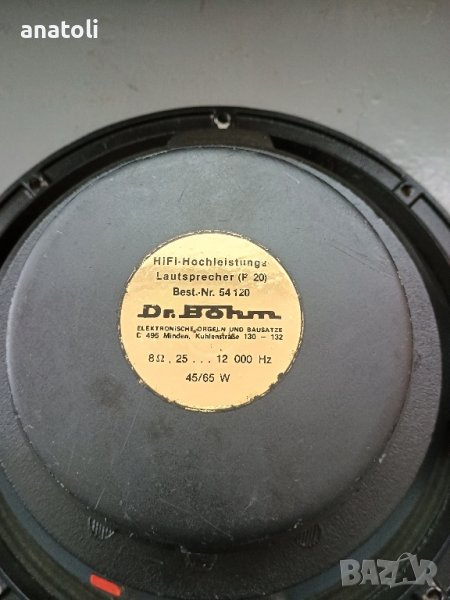 anatoli
HIFI-Hochleistungs
Lautsprecher (P 20)
Best.-Nr. 54 120
Dr. Böhm
ELEKTRONISCHE ORGELN UND BAUSÄTZE
D 495 Minden, Kuhlenstraße 130 - 132
8Ω, 25 ... 12 000 Hz
45/65 W
BAZAR